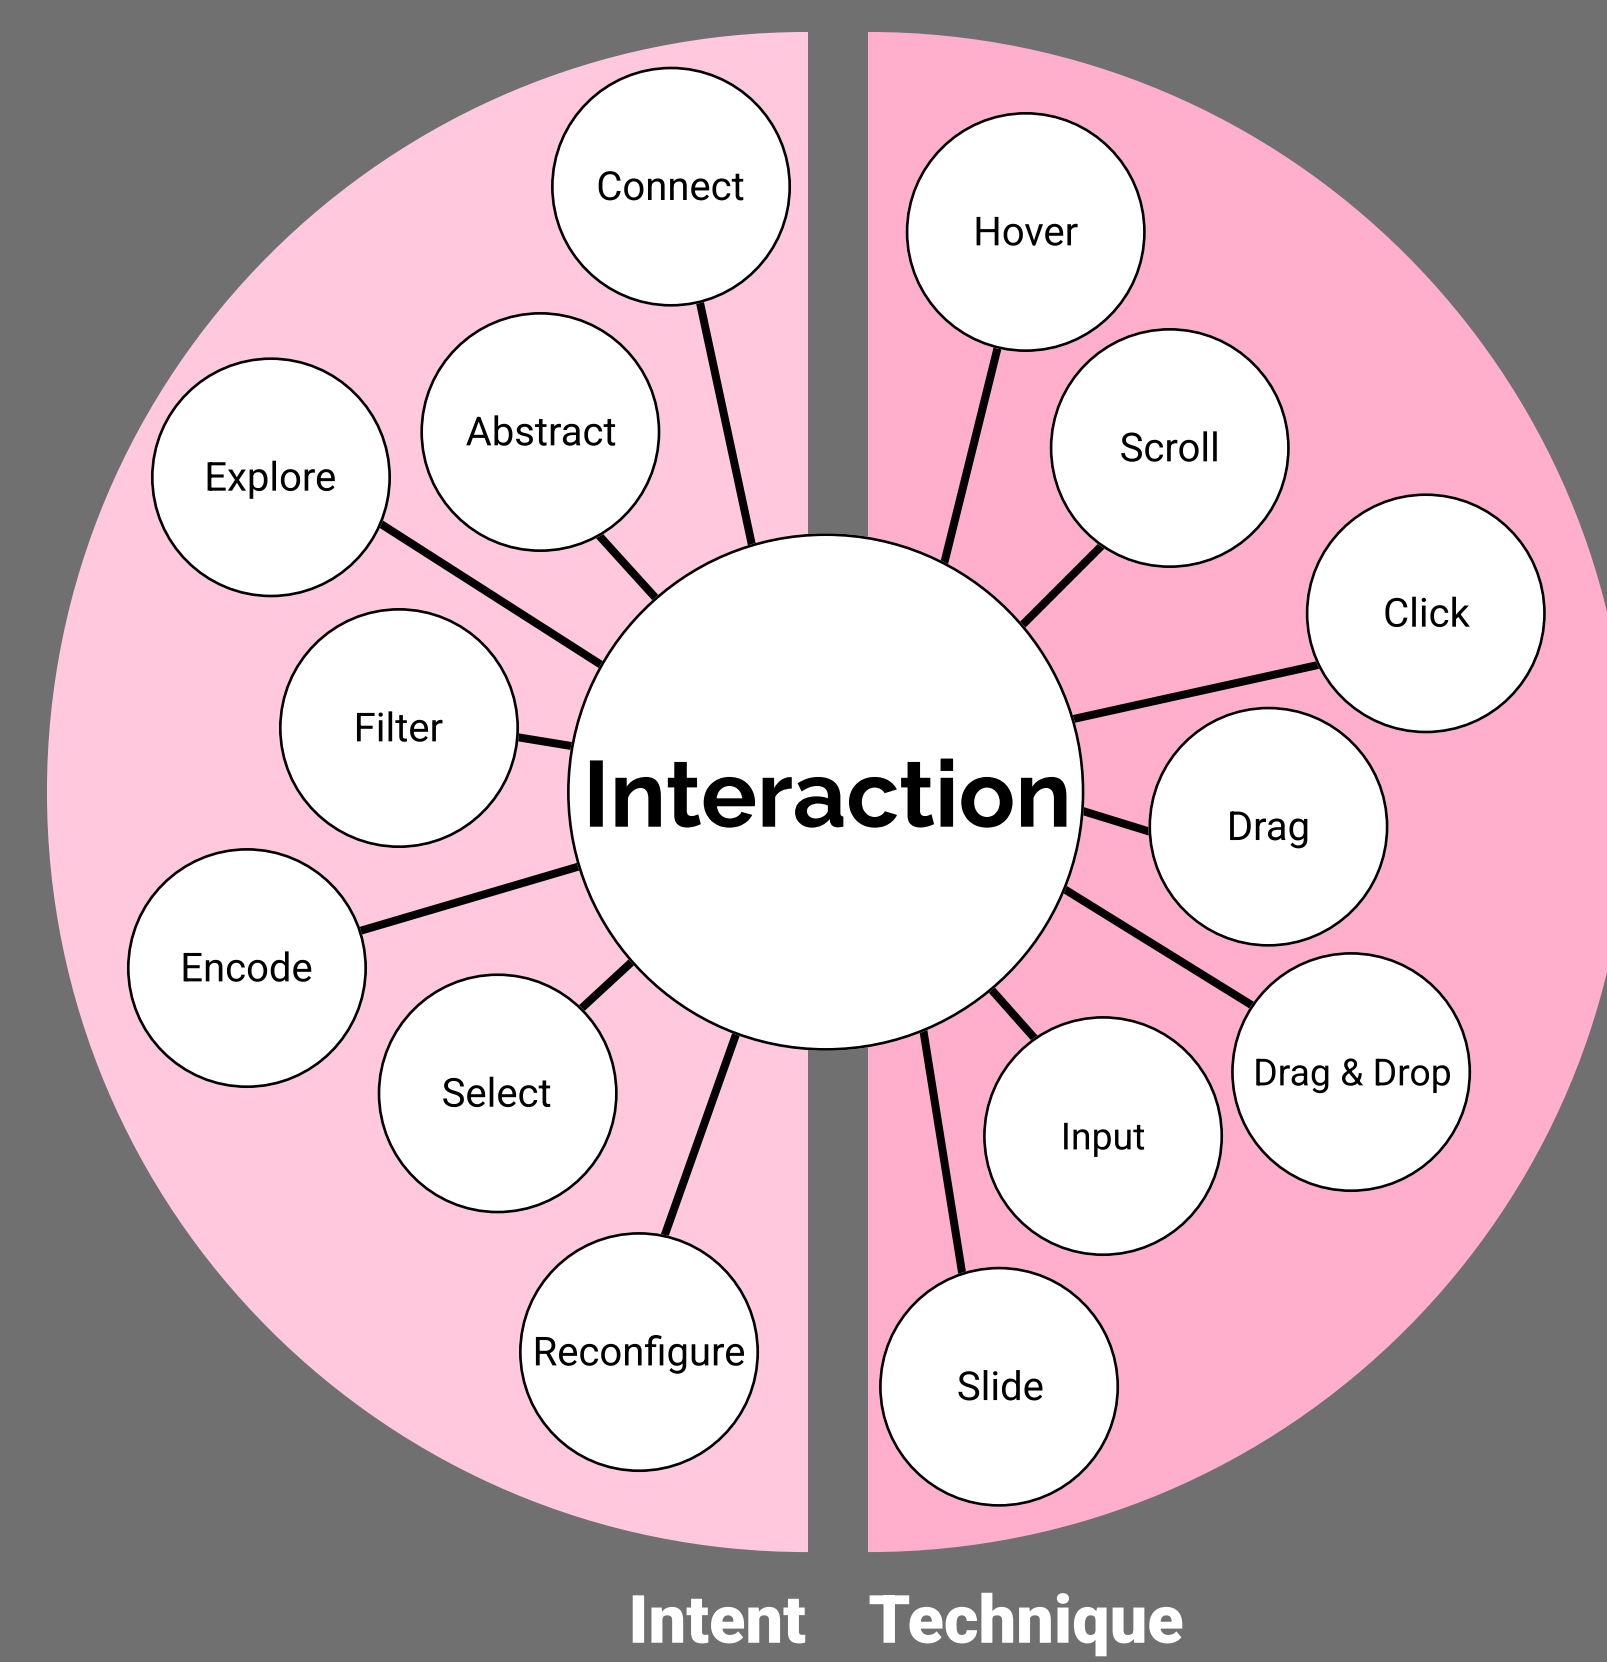 Connect
Hover
Abstract
Scroll
Explore
Click
Filter
Interaction
Drag
Encode
Select
Drag & Drop
Input
Reconfigure
Slide
Intent
Technique